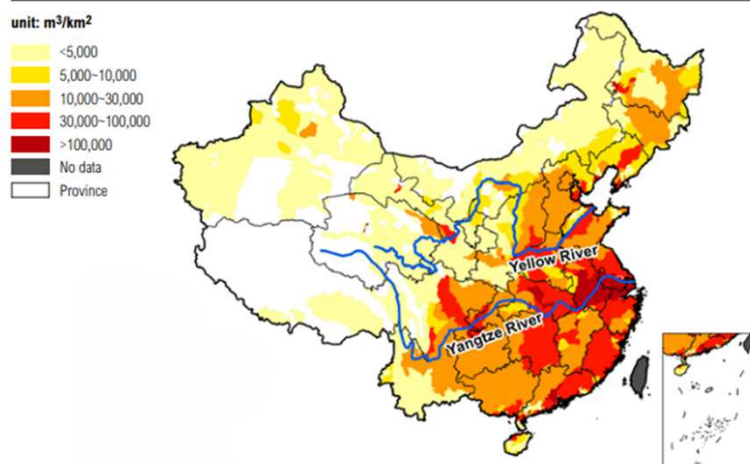 unit: m³/km²
<5,000
5,000~10,000
10,000~30,000
30,000~100,000
>100,000
No data
Province
Yellow River
Yangtze River